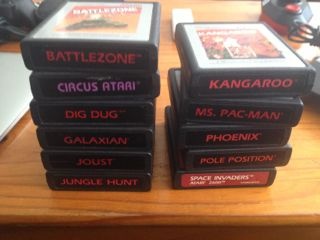 BATTLEZONE
BATTLEZONE
CIRCUS ATARI
DIG DUG
GALAXIAN
JOUST
JUNGLE HUNT
KANGAROO
KANGAROO
MS. PAC-MAN
PHOENIX
POLE POSITION
SPACE INVADERS
ATARI 2600